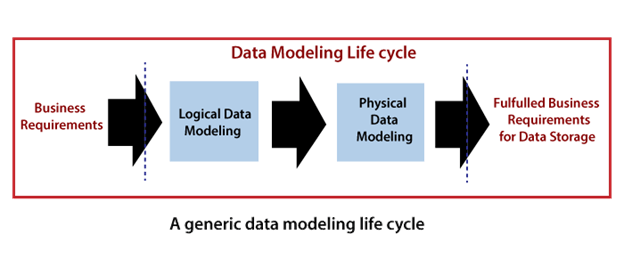 Data Modeling Life cycle
Business
Requirements
Logical Data
Modeling
Physical
Data
Modeling
Fulfulled Business
Requirements
for Data Storage
A generic data modeling life cycle